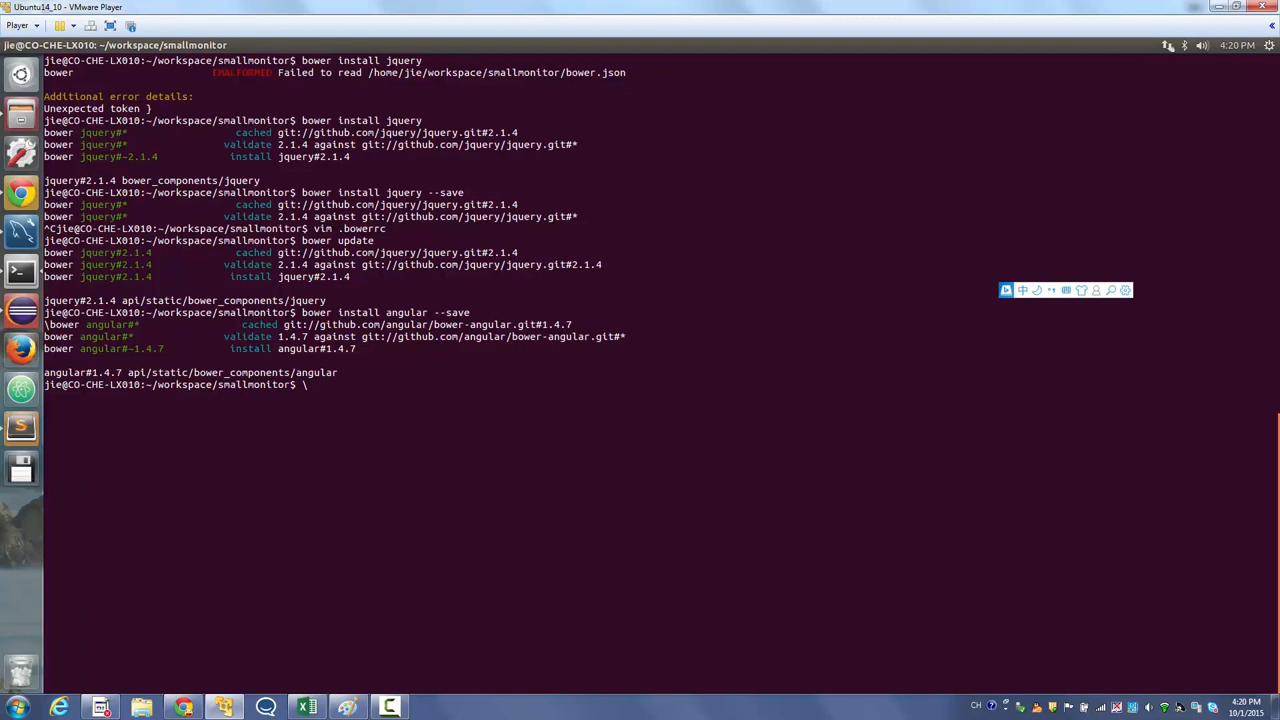 Ubuntu14_10 - VMware Player
Player
jie@CO-CHE-LX010: ~/workspace/smallmonitor
4:20 PM
jie@CO-CHE-LX010:~/workspace/smallmonitor$ bower install jquery
bower EMALFORMED Failed to read /home/jie/workspace/smallmonitor/bower.json
Additional error details:
Unexpected token }
jie@CO-CHE-LX010:~/workspace/smallmonitor$ bower install jquery
bower jquery#* cached git://github.com/jquery/jquery.git#2.1.4
bower jquery#* validate 2.1.4 against git://github.com/jquery/jquery.git#*
bower jquery#~2.1.4 install jquery#2.1.4
jquery#2.1.4 bower_components/jquery
jie@CO-CHE-LX010:~/workspace/smallmonitor$ bower install jquery --save
bower jquery#* cached git://github.com/jquery/jquery.git#2.1.4
bower jquery#* validate 2.1.4 against git://github.com/jquery/jquery.git#*
^Cjie@CO-CHE-LX010:~/workspace/smallmonitor$ vim .bowerrc
jie@CO-CHE-LX010:~/workspace/smallmonitor$ bower update
bower jquery#2.1.4 cached git://github.com/jquery/jquery.git#2.1.4
bower jquery#2.1.4 validate 2.1.4 against git://github.com/jquery/jquery.git#2.1.4
bower jquery#2.1.4 install jquery#2.1.4
jquery#2.1.4 api/static/bower_components/jquery
jie@CO-CHE-LX010:~/workspace/smallmonitor$ bower install angular --save
\bower angular#* cached git://github.com/angular/bower-angular.git#1.4.7
bower angular#* validate 1.4.7 against git://github.com/angular/bower-angular.git#*
bower angular#~1.4.7 install angular#1.4.7
angular#1.4.7 api/static/bower_components/angular
jie@CO-CHE-LX010:~/workspace/smallmonitor$ \
中
CH
4:20 PM
10/1/2015